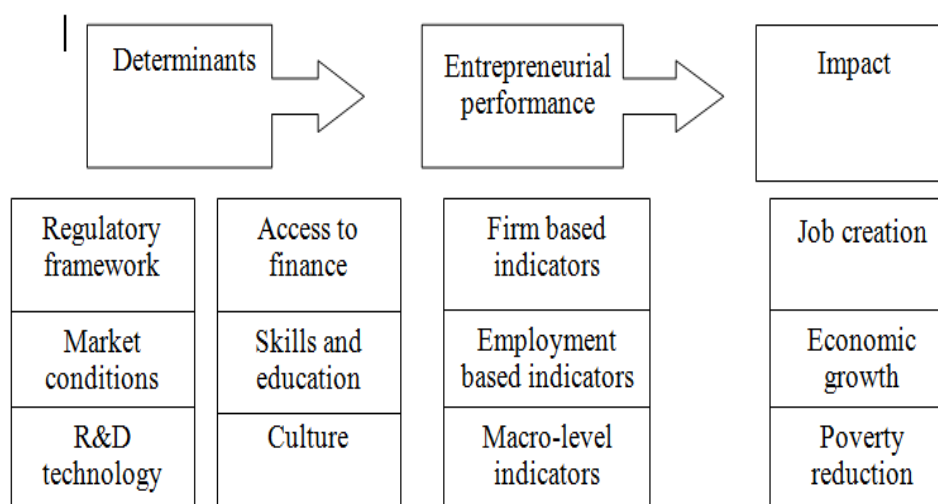 Determinants
Entrepreneurial
performance
Impact
Regulatory
framework
Market
conditions
R&D
technology
Access to
finance
Skills and
education
Culture
Firm based
indicators
Employment
based indicators
Macro-level
indicators
Job creation
Economic
growth
Poverty
reduction